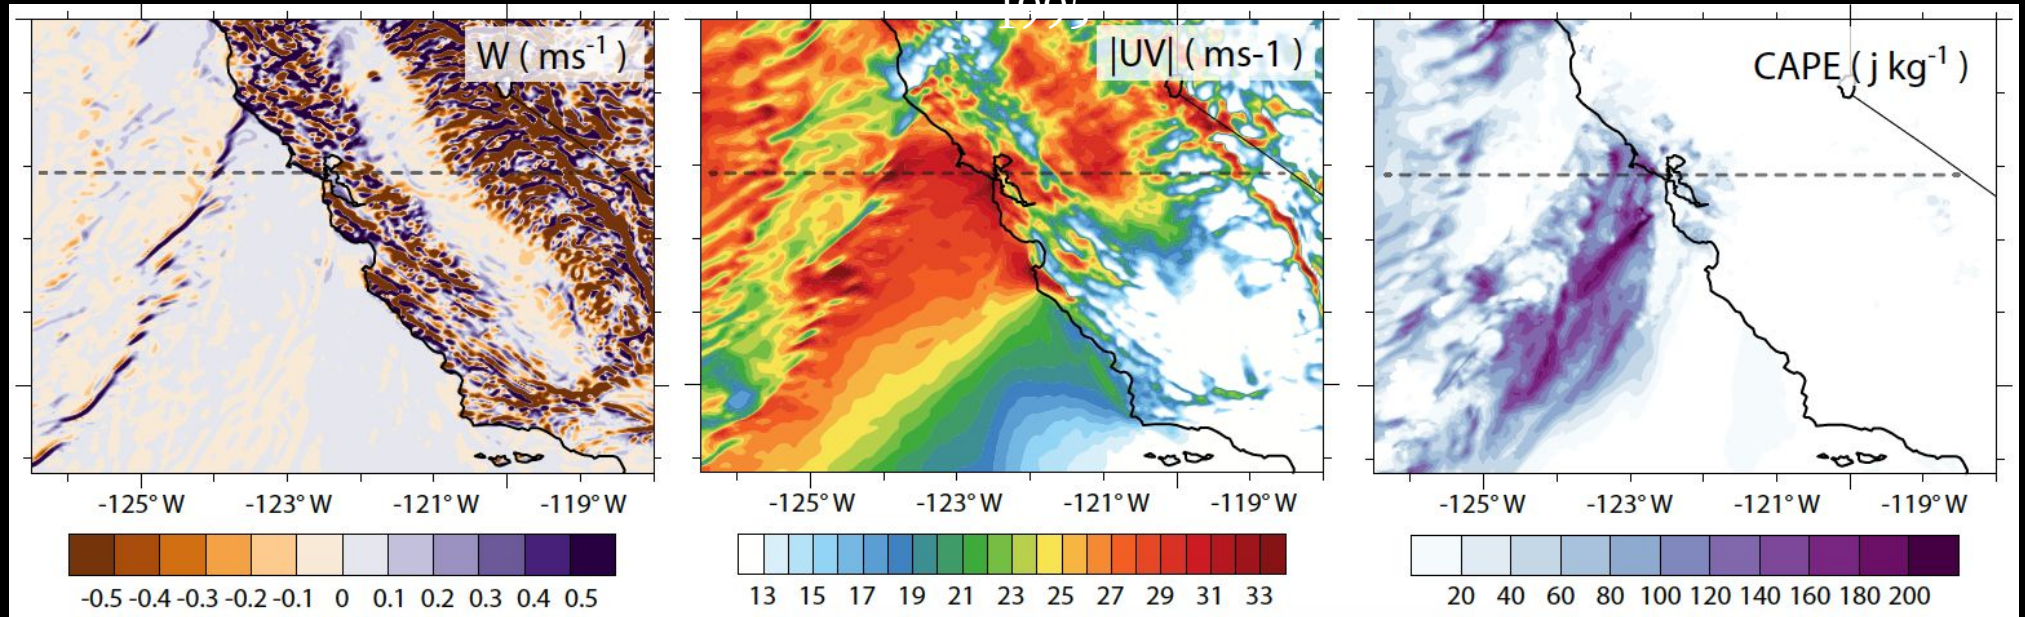 1995
W ( ms⁻¹ )
|UV| ( ms-1 )
CAPE ( j kg⁻¹ )
-125°W -123°W -121°W -119°W
-125°W -123°W -121°W -119°W
-125°W -123°W -121°W -119°W
-0.5 -0.4 -0.3 -0.2 -0.1 0 0.1 0.2 0.3 0.4 0.5
13 15 17 19 21 23 25 27 29 31 33
20 40 60 80 100 120 140 160 180 200